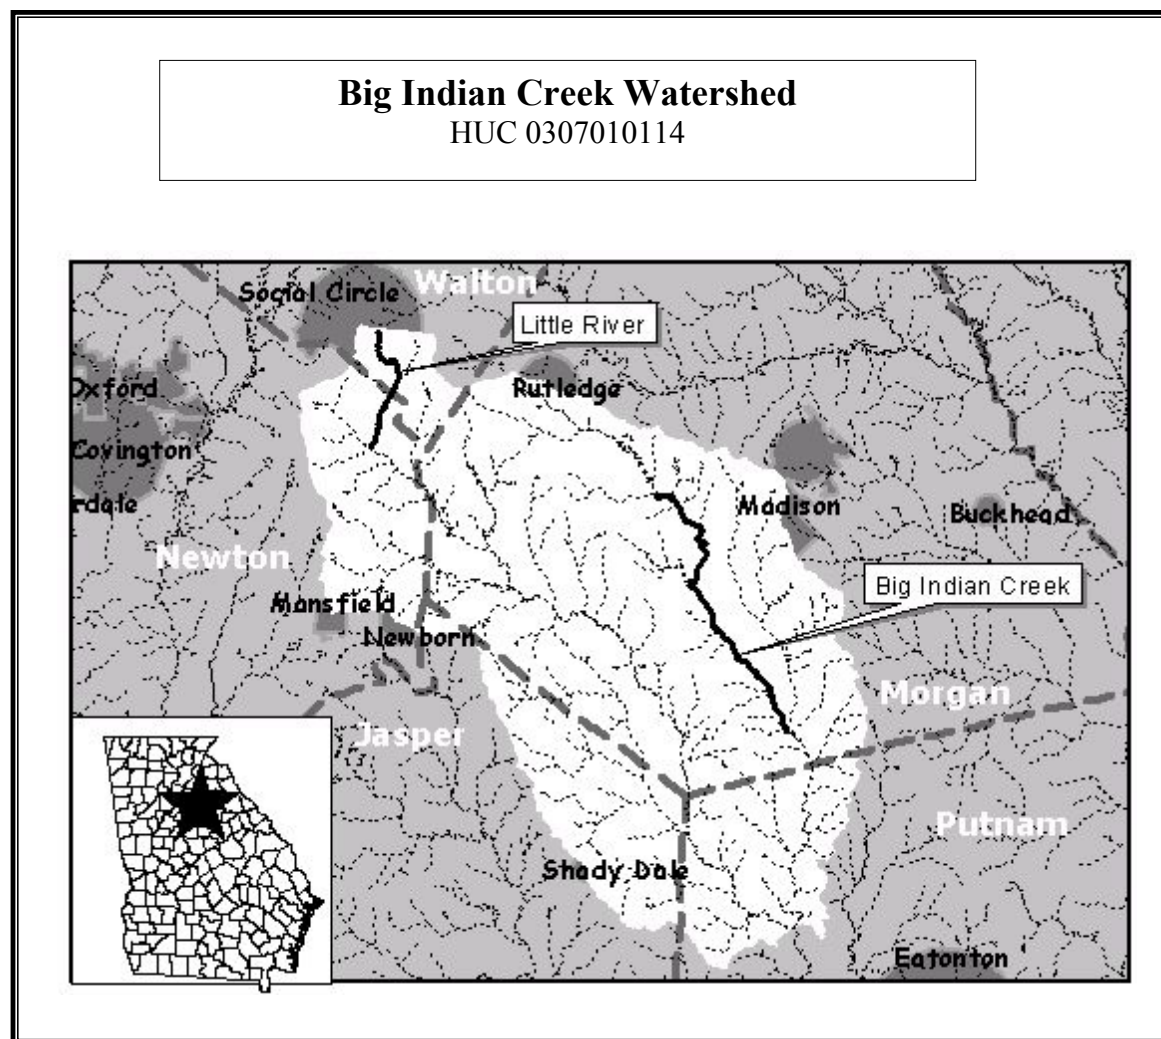 Big Indian Creek Watershed
HUC 0307010114
Social Circle
Walton
Little River
Oxford
Rutledge
Covington
rdale
Madison
Buckhead
Newton
Big Indian Creek
Mansfield
Newborn
Morgan
Jasper
Putnam
Shady Dale
Eatonton